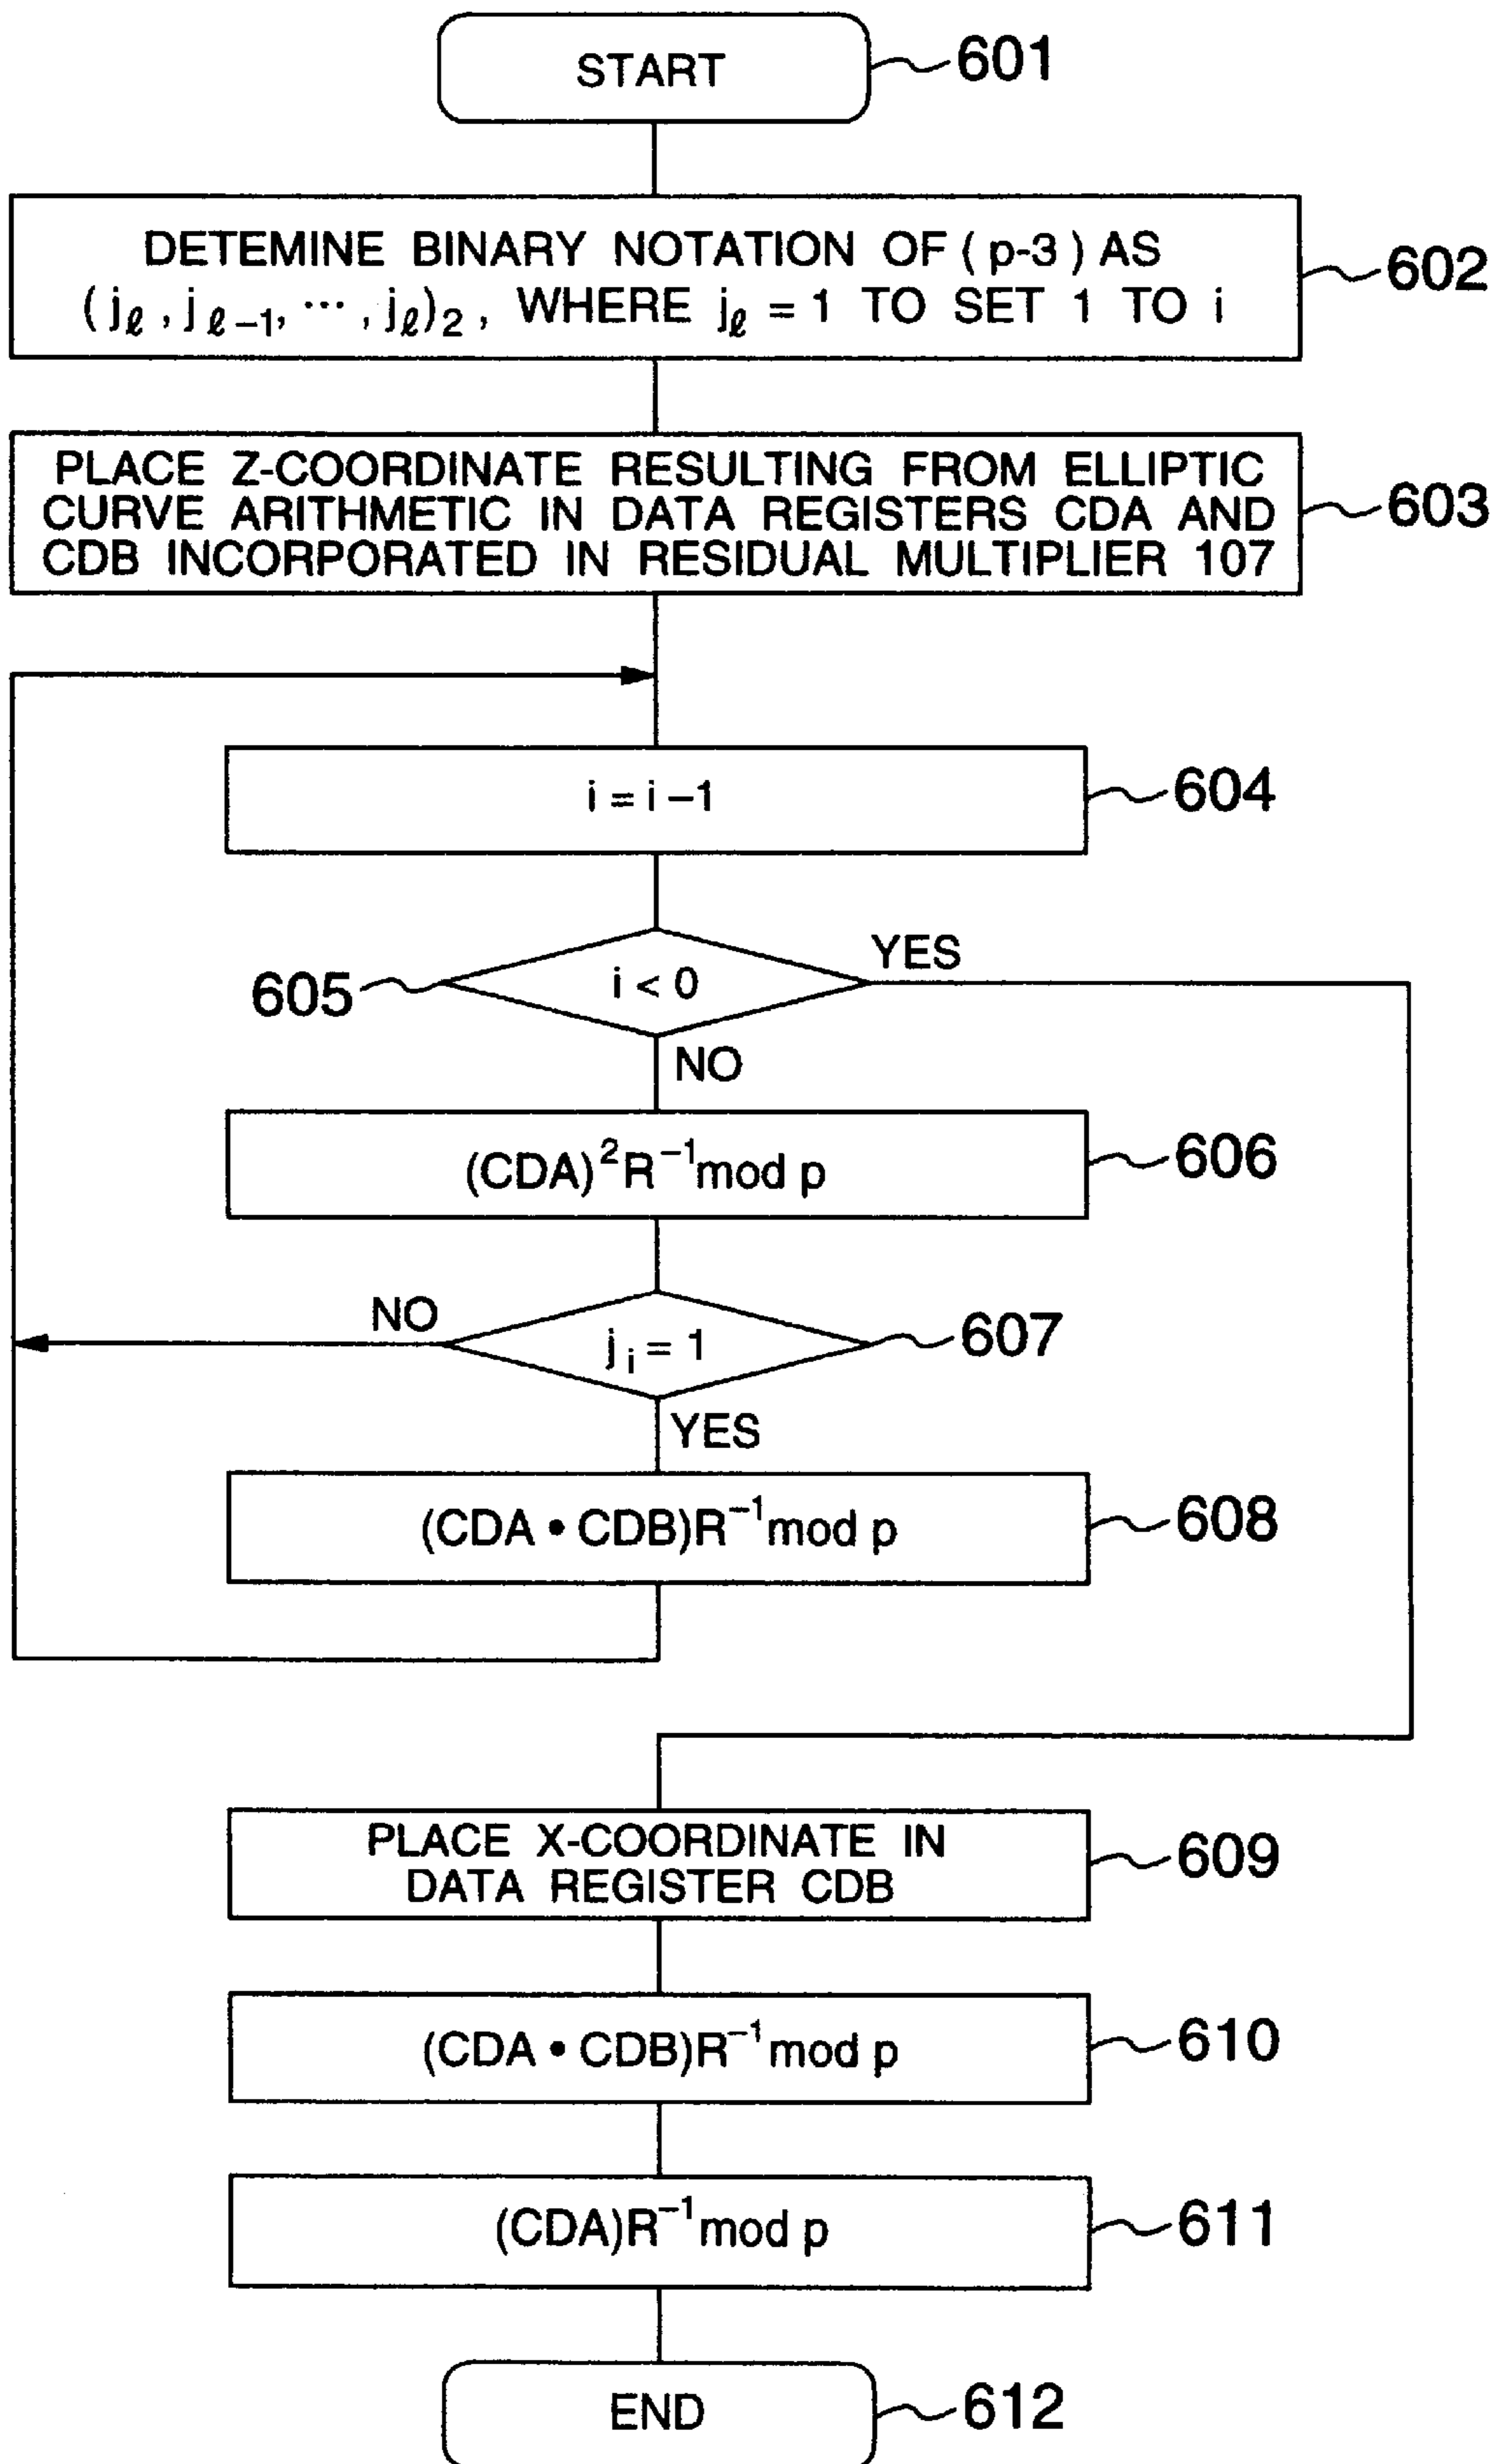 START
601
DETEMINE BINARY NOTATION OF ( p-3 ) AS
(jℓ , jℓ−1, ··· , jℓ)2 , WHERE jℓ = 1 TO SET 1 TO i
602
PLACE Z-COORDINATE RESULTING FROM ELLIPTIC
CURVE ARITHMETIC IN DATA REGISTERS CDA AND
CDB INCORPORATED IN RESIDUAL MULTIPLIER 107
603
i = i −1
604
605
i < 0
YES
NO
(CDA)²R⁻¹mod p
606
NO
ji = 1
607
YES
(CDA • CDB)R⁻¹mod p
608
PLACE X-COORDINATE IN
DATA REGISTER CDB
609
(CDA • CDB)R⁻¹mod p
610
(CDA)R⁻¹mod p
611
END
612